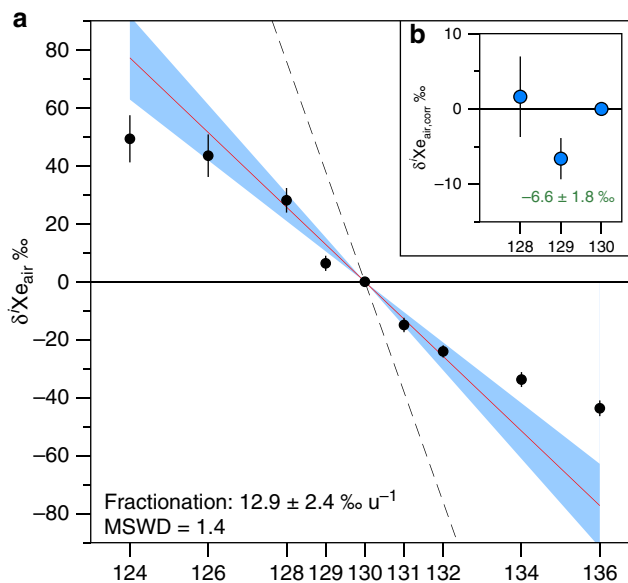 a
80
60
40
20
0
−20
−40
−60
−80
δⁱXe_air ‰
Fractionation: 12.9 ± 2.4 ‰ u⁻¹
MSWD = 1.4
124 126 128 129 130 131 132 134 136
b
10
0
−10
δⁱXe_air,corr ‰
−6.6 ± 1.8 ‰
128 129 130